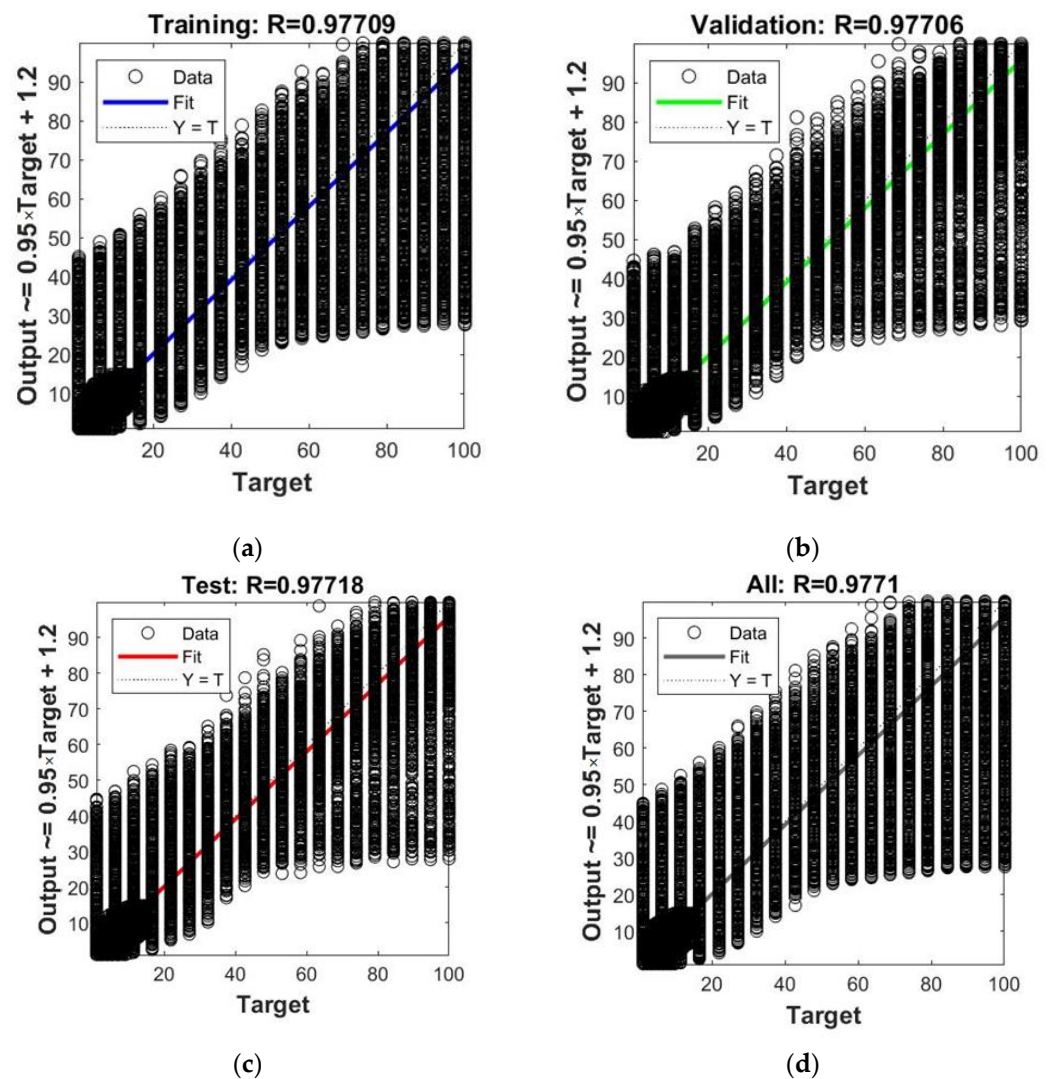 Training: R=0.97709
Output ~= 0.95×Target + 1.2
90
80
70
60
50
40
30
20
10
Data
Fit
Y = T
20 40 60 80 100
Target
(a)
Validation: R=0.97706
Output ~= 0.95×Target + 1.2
90
80
70
60
50
40
30
20
10
Data
Fit
Y = T
20 40 60 80 100
Target
(b)
Test: R=0.97718
Output ~= 0.95×Target + 1.2
90
80
70
60
50
40
30
20
10
Data
Fit
Y = T
20 40 60 80 100
Target
(c)
All: R=0.9771
Output ~= 0.95×Target + 1.2
90
80
70
60
50
40
30
20
10
Data
Fit
Y = T
20 40 60 80 100
Target
(d)